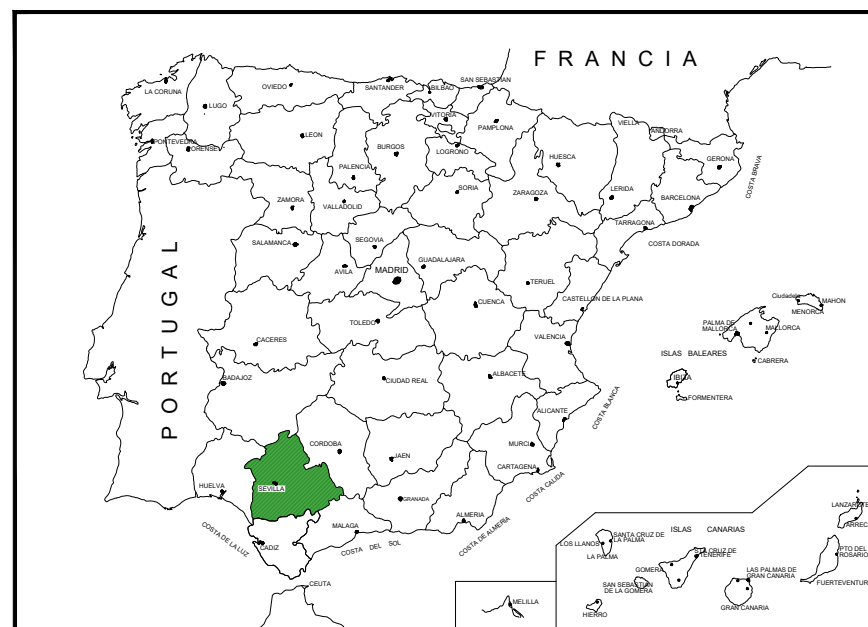 FRANCIA
LA CORUNA
OVIEDO
SANTANDER
BILBAO
SAN SEBASTIAN
LUGO
VITORIA
PAMPLONA
VIELLA
ANDORRA
PONTEVEDRA
ORENSE
LEON
BURGOS
LOGRONO
HUESCA
GERONA
PALENCIA
SORIA
ZARAGOZA
LERIDA
BARCELONA
COSTA BRAVA
ZAMORA
VALLADOLID
TARRAGONA
SALAMANCA
SEGOVIA
COSTA DORADA
AVILA
MADRID
GUADALAJARA
TERUEL
PORTUGAL
CUENCA
CASTELLON DE LA PLANA
Ciudadela
MAHON
MENORCA
TOLEDO
PALMA DE
MALLORCA
MALLORCA
CACERES
VALENCIA
ISLAS BALEARES
CABRERA
BADAJOZ
CIUDAD REAL
ALBACETE
IBIZA
FORMENTERA
COSTA BLANCA
ALICANTE
CORDOBA
JAEN
MURCI
CARTAGENA
COSTA CALIDA
HUELVA
SEVILLA
GRANADA
ALMERIA
COSTA DE ALMERIA
MALAGA
COSTA DEL SOL
COSTA DE LA LUZ
CADIZ
CEUTA
MELILLA
ISLAS CANARIAS
LANZAROTE
ARREC
SANTA CRUZ DE
LA PALMA
LOS LLANOS
LA PALMA
STA CRUZ DE
TENERIFE
GOMERA
PTO DEL
ROSARIO
SAN SEBASTIAN
DE LA GOMERA
LAS PALMAS DE
GRAN CANARIA
FUERTEVENTUR
HIERRO
GRAN CANARIA